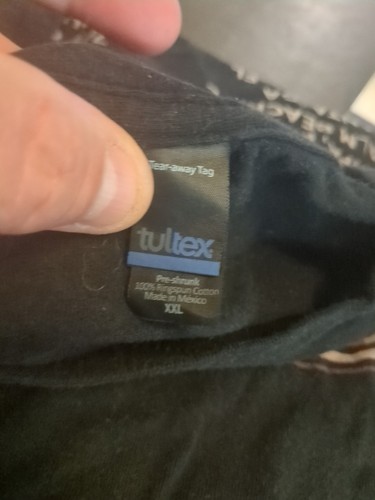 Tear-away Tag
tultex
Pre-shrunk
100% Ringspun Cotton
Made in Mexico
XXL